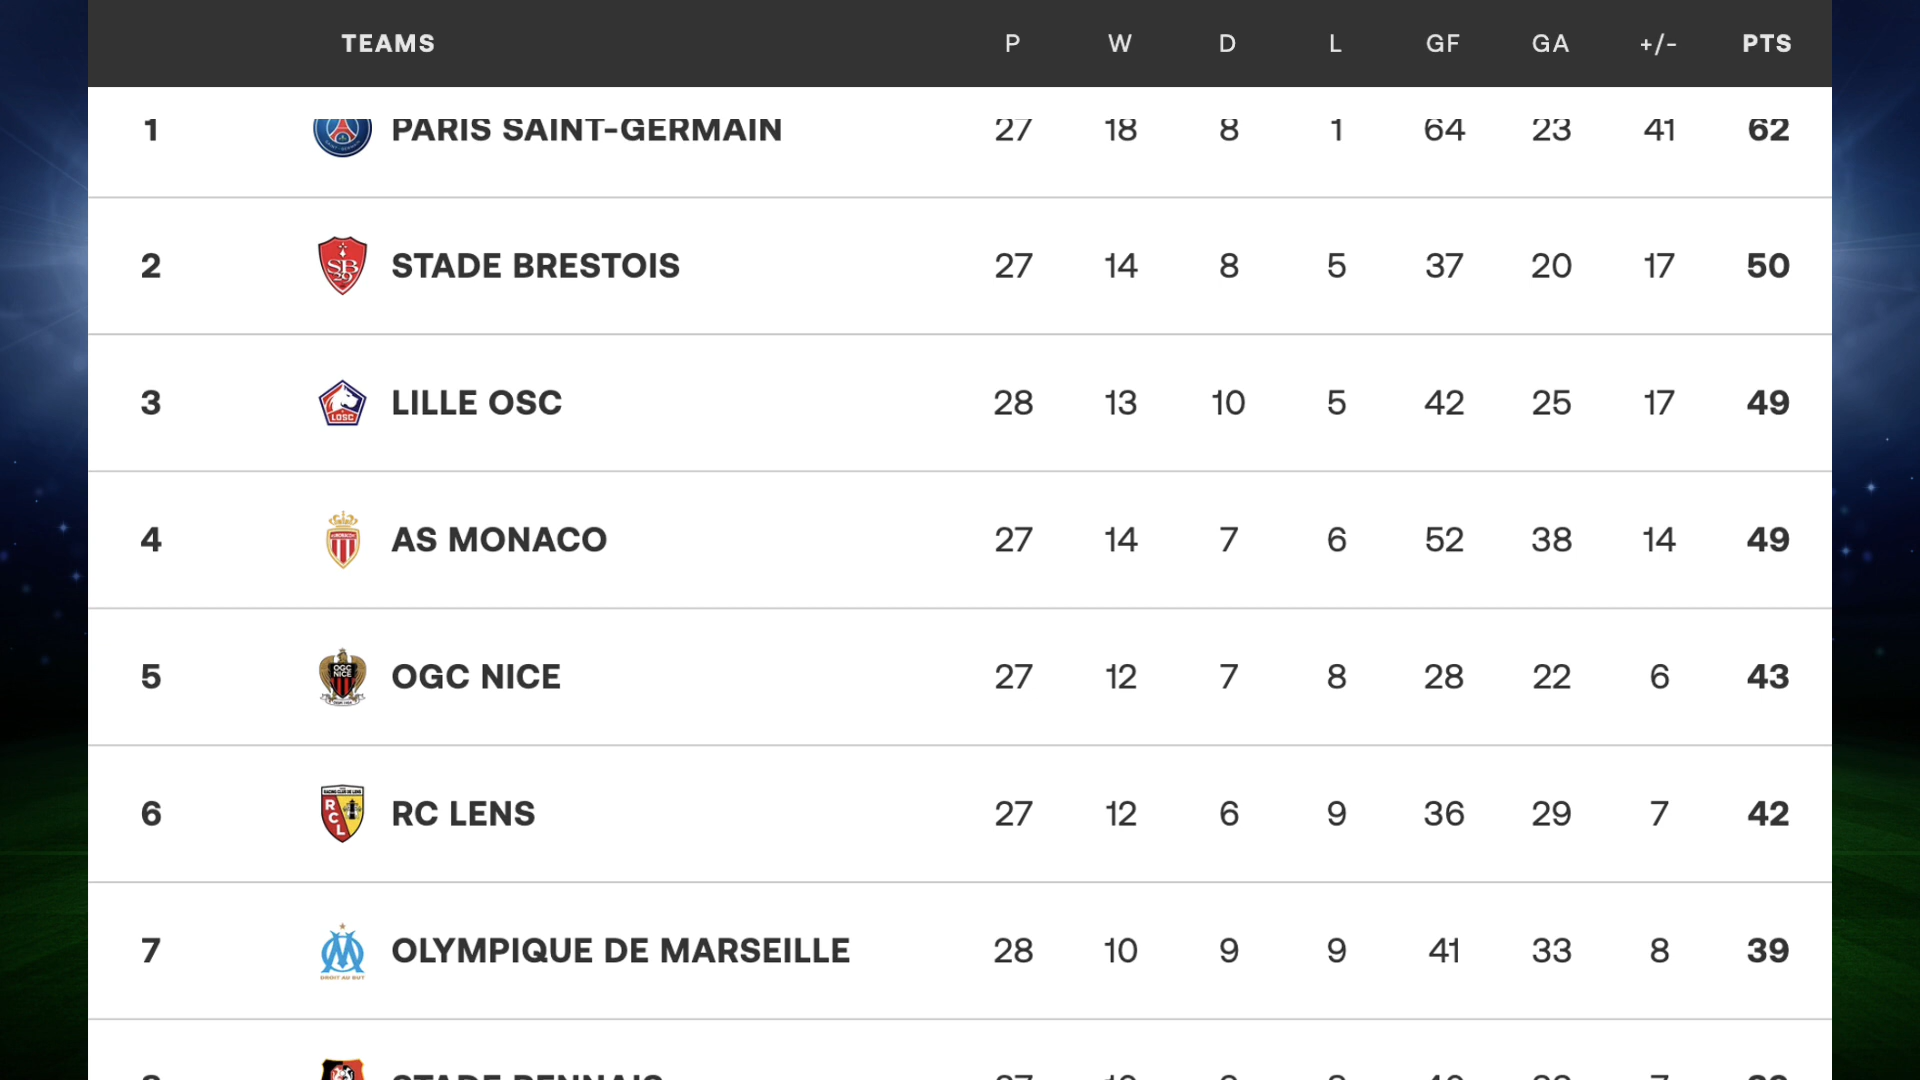 TEAMS P W D L GF GA +/- PTS
1 PARIS SAINT-GERMAIN 27 18 8 1 64 23 41 62
2 STADE BRESTOIS 27 14 8 5 37 20 17 50
3 LILLE OSC 28 13 10 5 42 25 17 49
4 AS MONACO 27 14 7 6 52 38 14 49
5 OGC NICE 27 12 7 8 28 22 6 43
6 RC LENS 27 12 6 9 36 29 7 42
7 OLYMPIQUE DE MARSEILLE 28 10 9 9 41 33 8 39
STADE RENNAIS